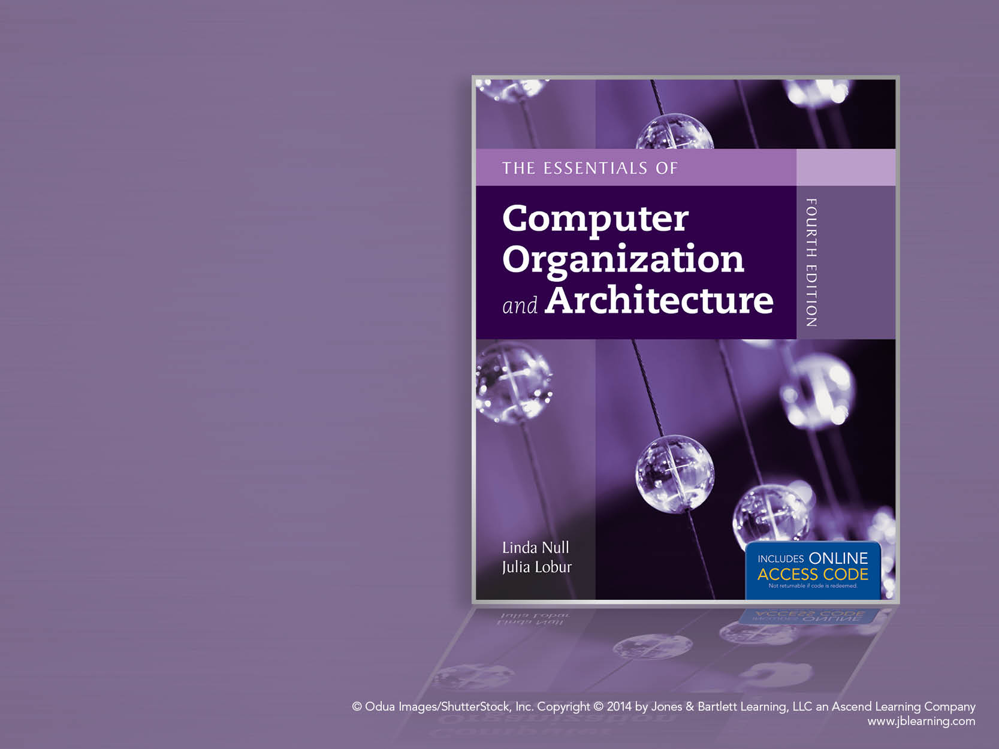 THE ESSENTIALS OF
Computer
Organization
and Architecture
FOURTH EDITION
Linda Null
Julia Lobur
INCLUDES ONLINE
ACCESS CODE
Not returnable if code is redeemed.
© Odua Images/ShutterStock, Inc. Copyright © 2014 by Jones & Bartlett Learning, LLC an Ascend Learning Company
www.jblearning.com